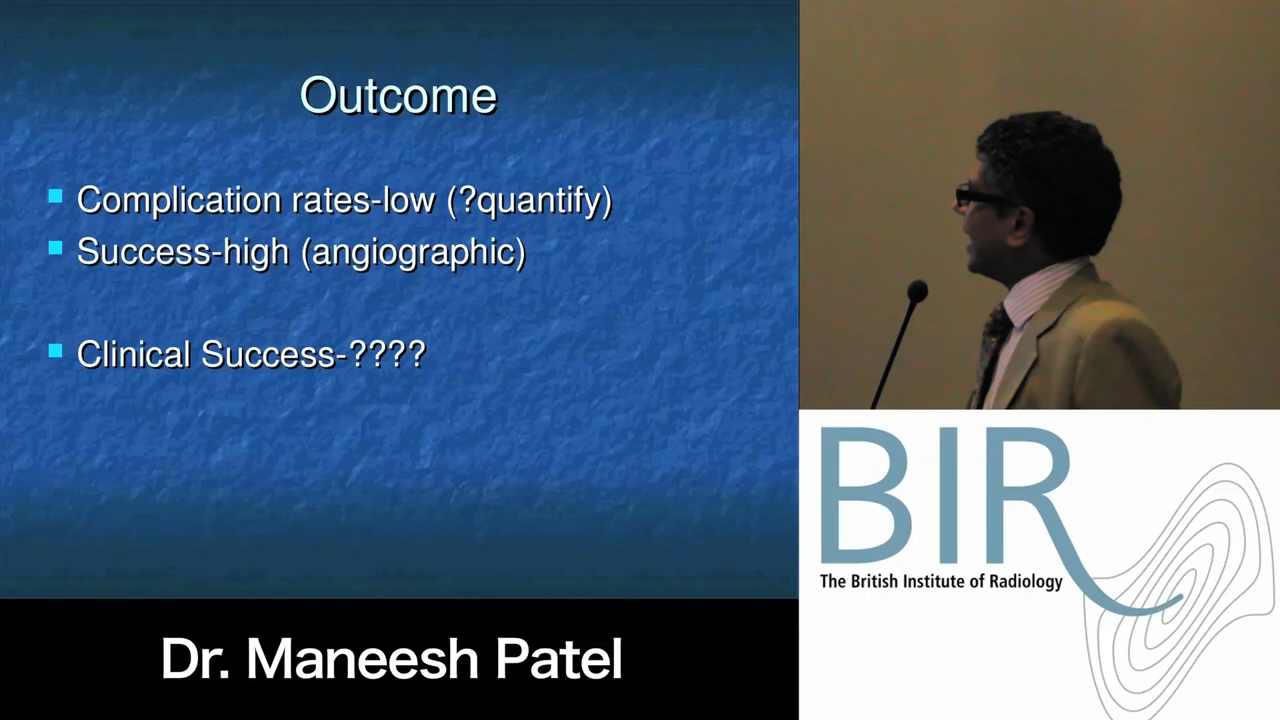 Outcome
Complication rates-low (?quantify)
Success-high (angiographic)
Clinical Success-????
Dr. Maneesh Patel
BIR
The British Institute of Radiology